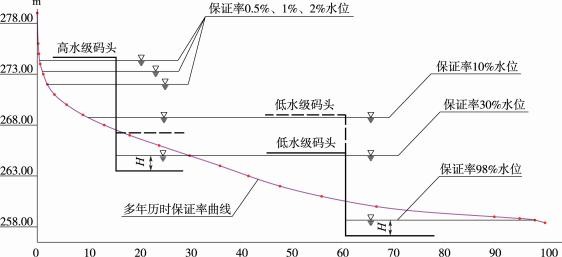 m
保证率0.5%、1%、2%水位
278.00
高水级码头
273.00
保证率10%水位
低水级码头
保证率30%水位
268.00
低水级码头
H
263.00
保证率98%水位
多年历时保证率曲线
H
258.00
0 10 20 30 40 50 60 70 80 90 100